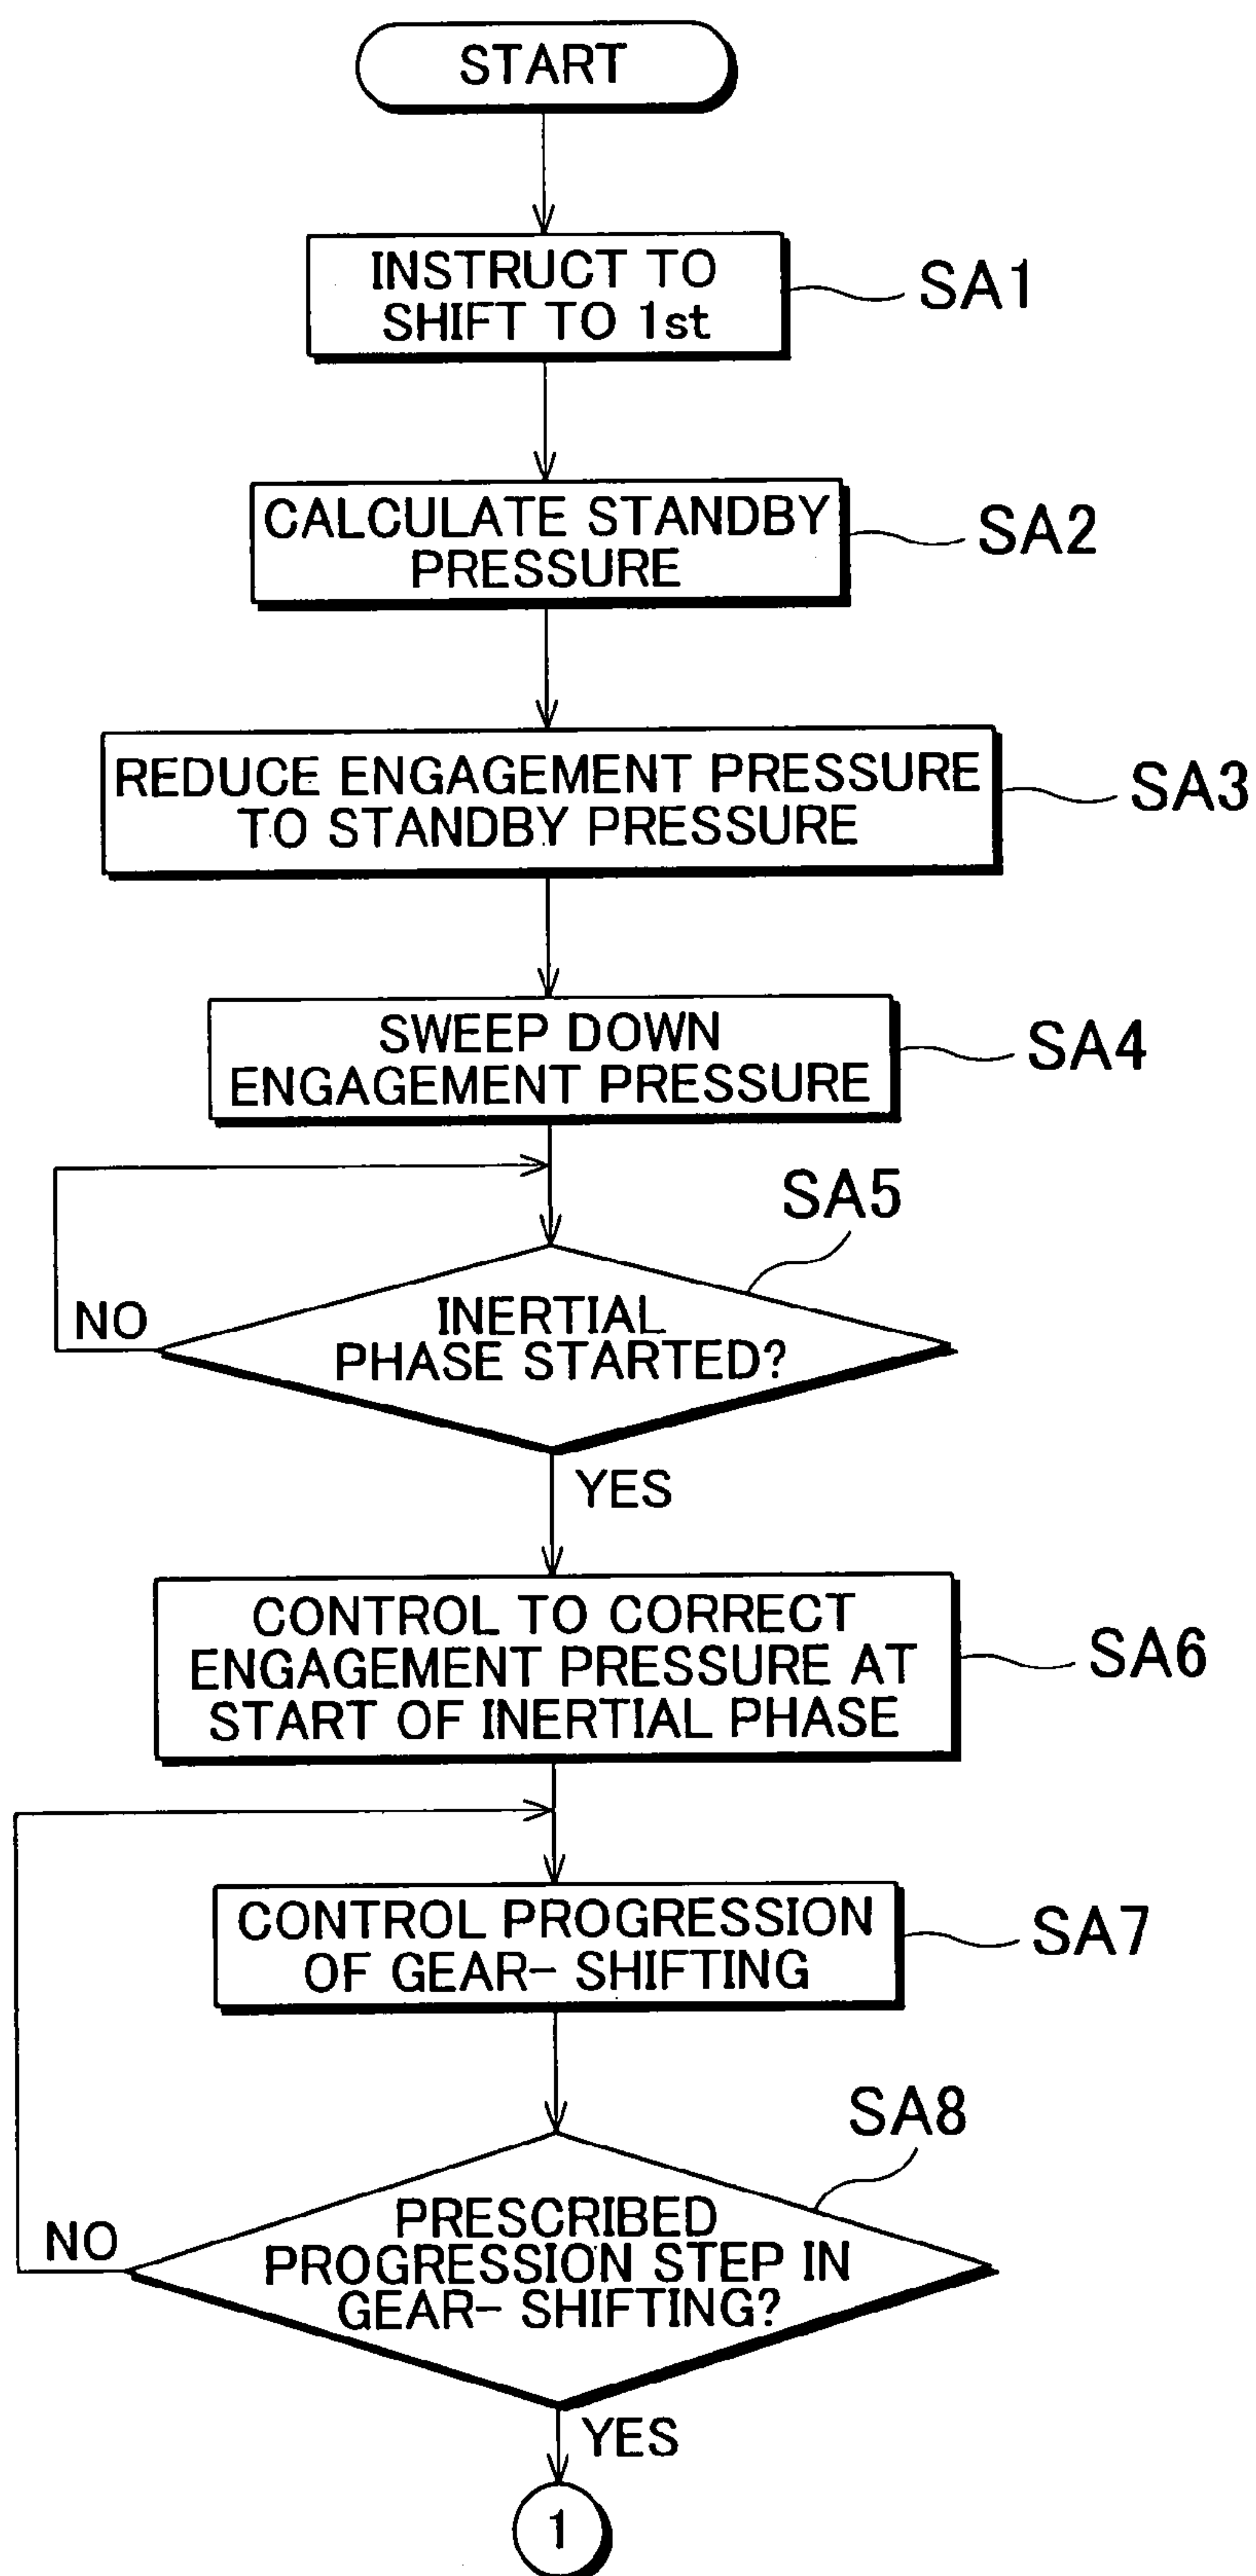 START
INSTRUCT TO
SHIFT TO 1st
SA1
CALCULATE STANDBY
PRESSURE
SA2
REDUCE ENGAGEMENT PRESSURE
TO STANDBY PRESSURE
SA3
SWEEP DOWN
ENGAGEMENT PRESSURE
SA4
SA5
INERTIAL
PHASE STARTED?
NO
YES
CONTROL TO CORRECT
ENGAGEMENT PRESSURE AT
START OF INERTIAL PHASE
SA6
CONTROL PROGRESSION
OF GEAR- SHIFTING
SA7
SA8
PRESCRIBED
PROGRESSION STEP IN
GEAR- SHIFTING?
NO
YES
1